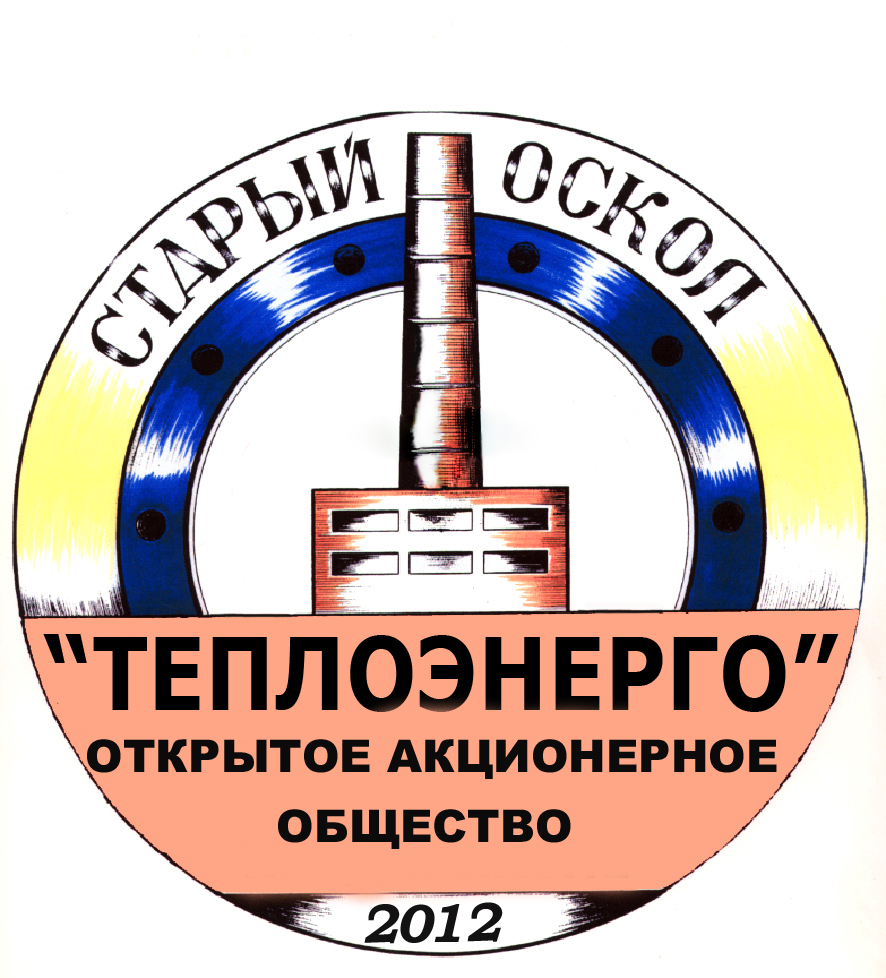 СТАРЫЙ ОСКОЛ
“ТЕПЛОЭНЕРГО”
ОТКРЫТОЕ АКЦИОНЕРНОЕ
ОБЩЕСТВО
2012